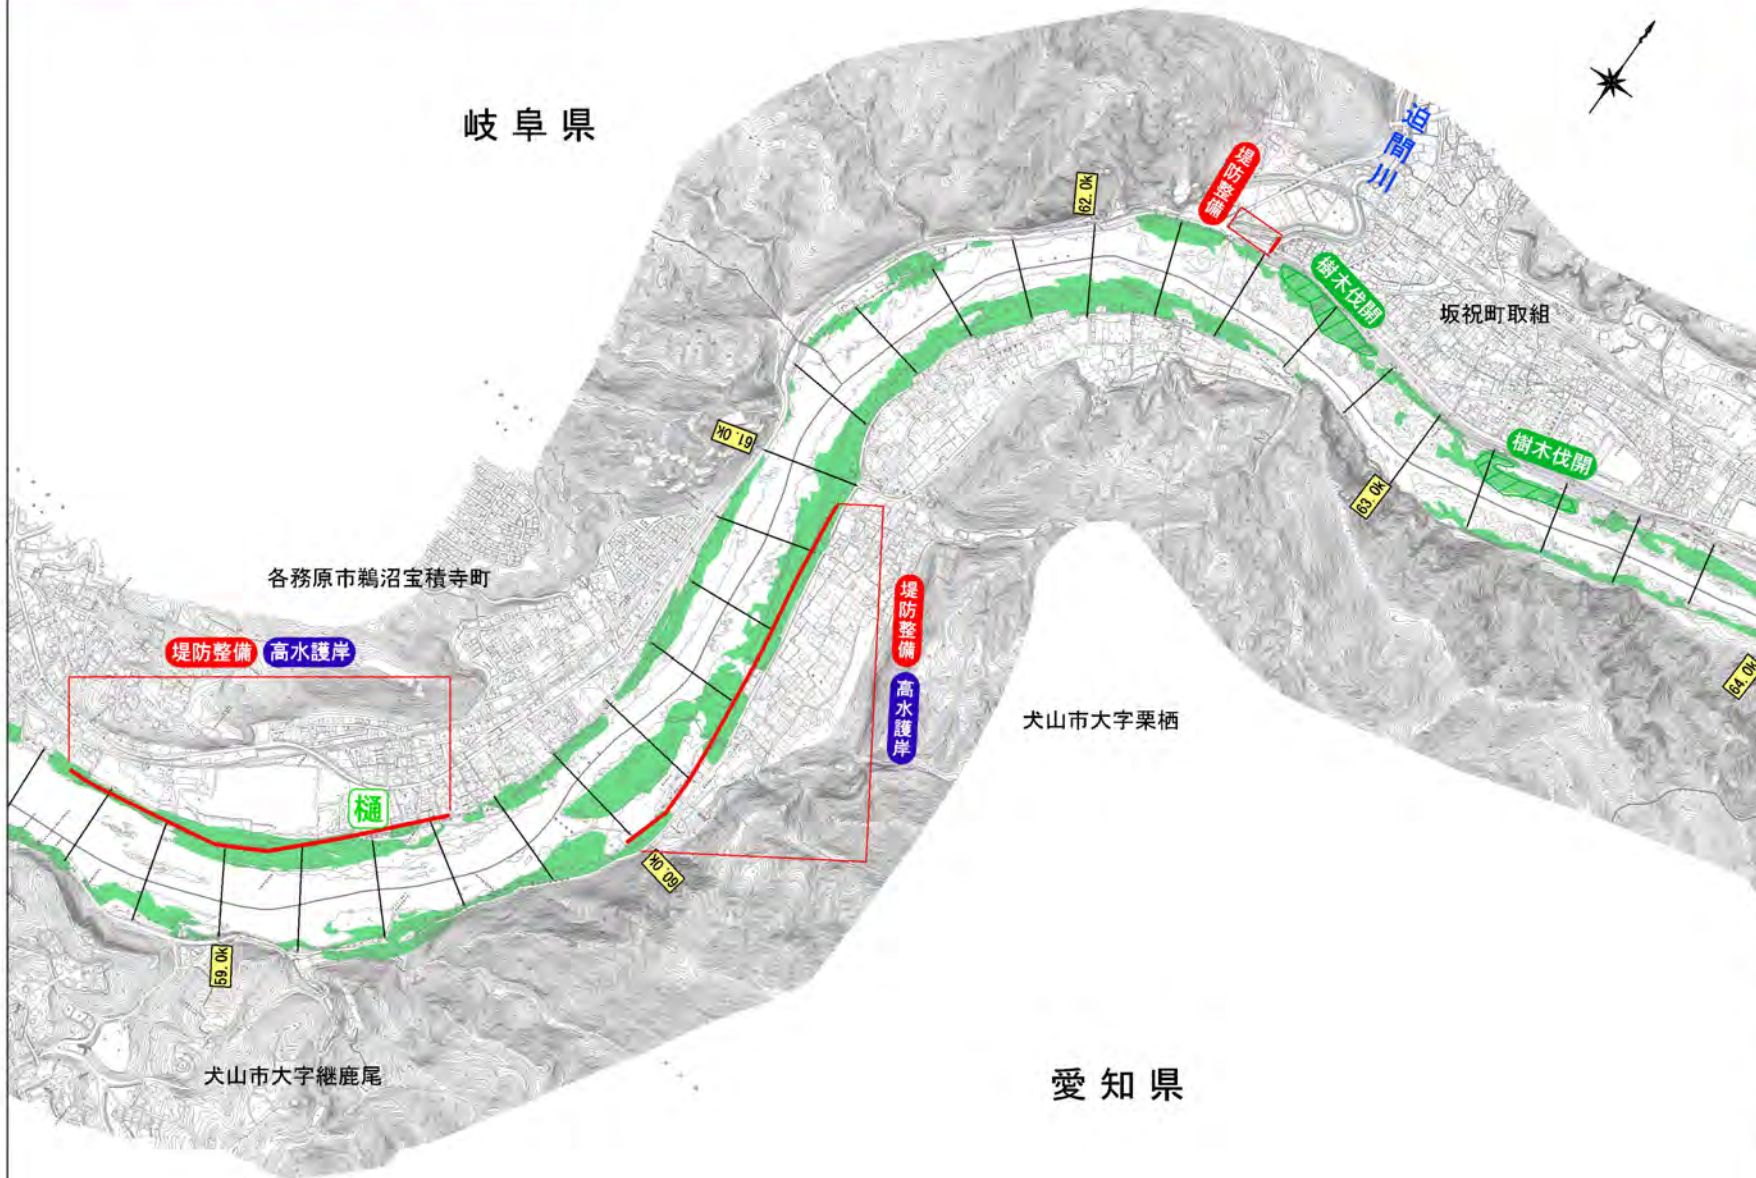 岐阜県
迫間川
堤防整備
62.0k
樹木伐開
坂祝町取組
61.0k
樹木伐開
63.0k
各務原市鵜沼宝積寺町
堤防整備 高水護岸
堤防整備
高水護岸
犬山市大字栗栖
64.0k
樋
60.0k
59.0k
犬山市大字継鹿尾
愛知県